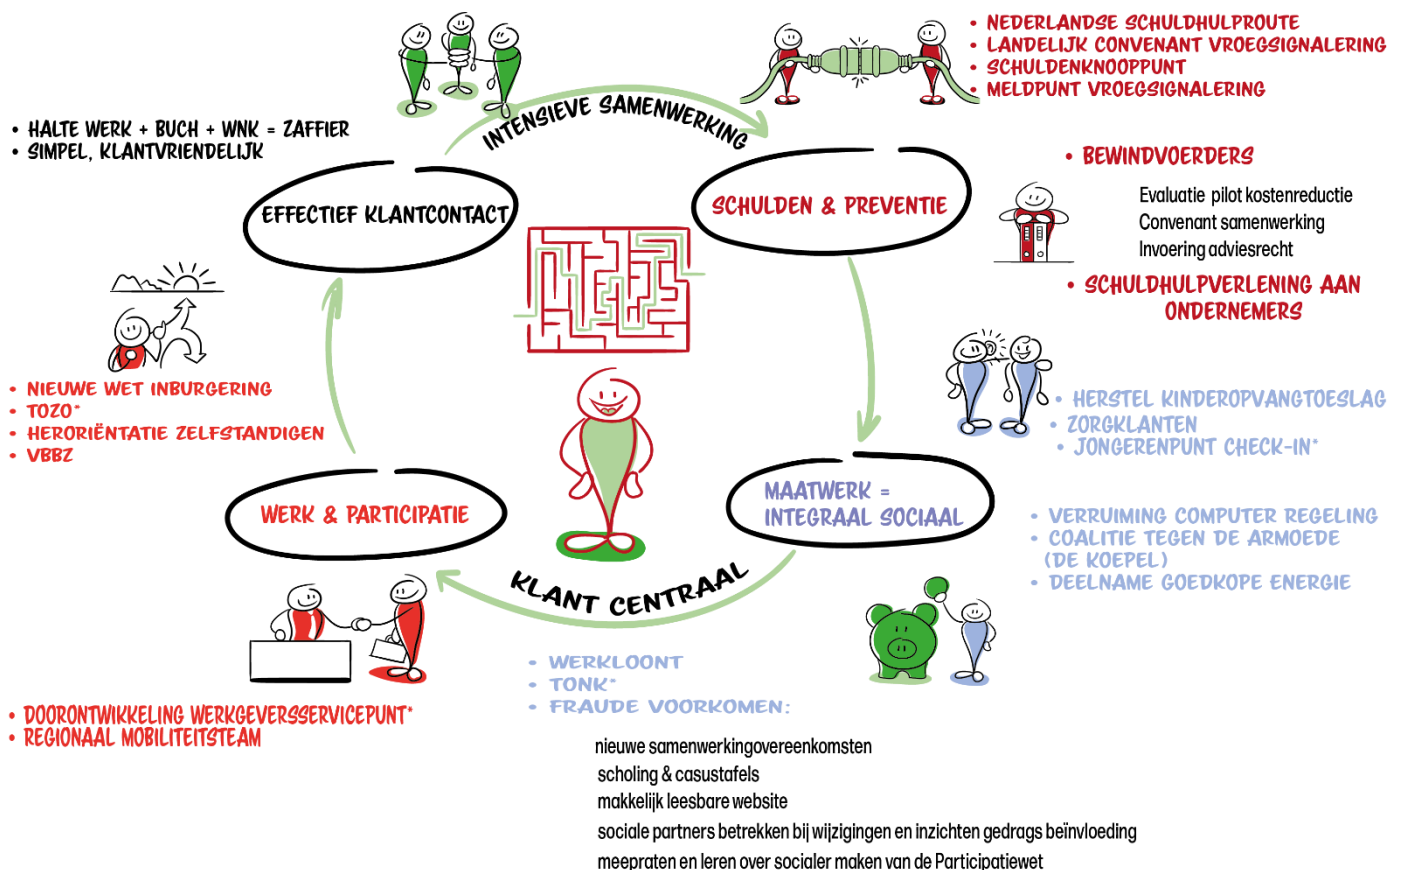 • NEDERLANDSE SCHULDHULPROUTE
• LANDELIJK CONVENANT VROEGSIGNALERING
• SCHULDENKNOOPPUNT
• MELDPUNT VROEGSIGNALERING
INTENSIEVE SAMENWERKING
• HALTE WERK + BUCH + WNK = ZAFFIER
• SIMPEL, KLANTVRIENDELIJK
EFFECTIEF KLANTCONTACT
SCHULDEN & PREVENTIE
• BEWINDVOERDERS
Evaluatie pilot kostenreductie
Convenant samenwerking
Invoering adviesrecht
• SCHULDHULPVERLENING AAN
ONDERNEMERS
• NIEUWE WET INBURGERING
• TOZO*
• HERORIËNTATIE ZELFSTANDIGEN
• VBBZ
• HERSTEL KINDEROPVANGTOESLAG
• ZORGKLANTEN
• JONGERENPUNT CHECK-IN*
WERK & PARTICIPATIE
MAATWERK =
INTEGRAAL SOCIAAL
• VERRUIMING COMPUTER REGELING
• COALITIE TEGEN DE ARMOEDE
(DE KOEPEL)
• DEELNAME GOEDKOPE ENERGIE
KLANT CENTRAAL
• DOORONTWIKKELING WERKGEVERSSERVICEPUNT*
• REGIONAAL MOBILITEITSTEAM
• WERKLOONT
• TONK*
• FRAUDE VOORKOMEN:
nieuwe samenwerkingovereenkomsten
scholing & casustafels
makkelijk leesbare website
sociale partners betrekken bij wijzigingen en inzichten gedrags beïnvloeding
meepraten en leren over socialer maken van de Participatiewet